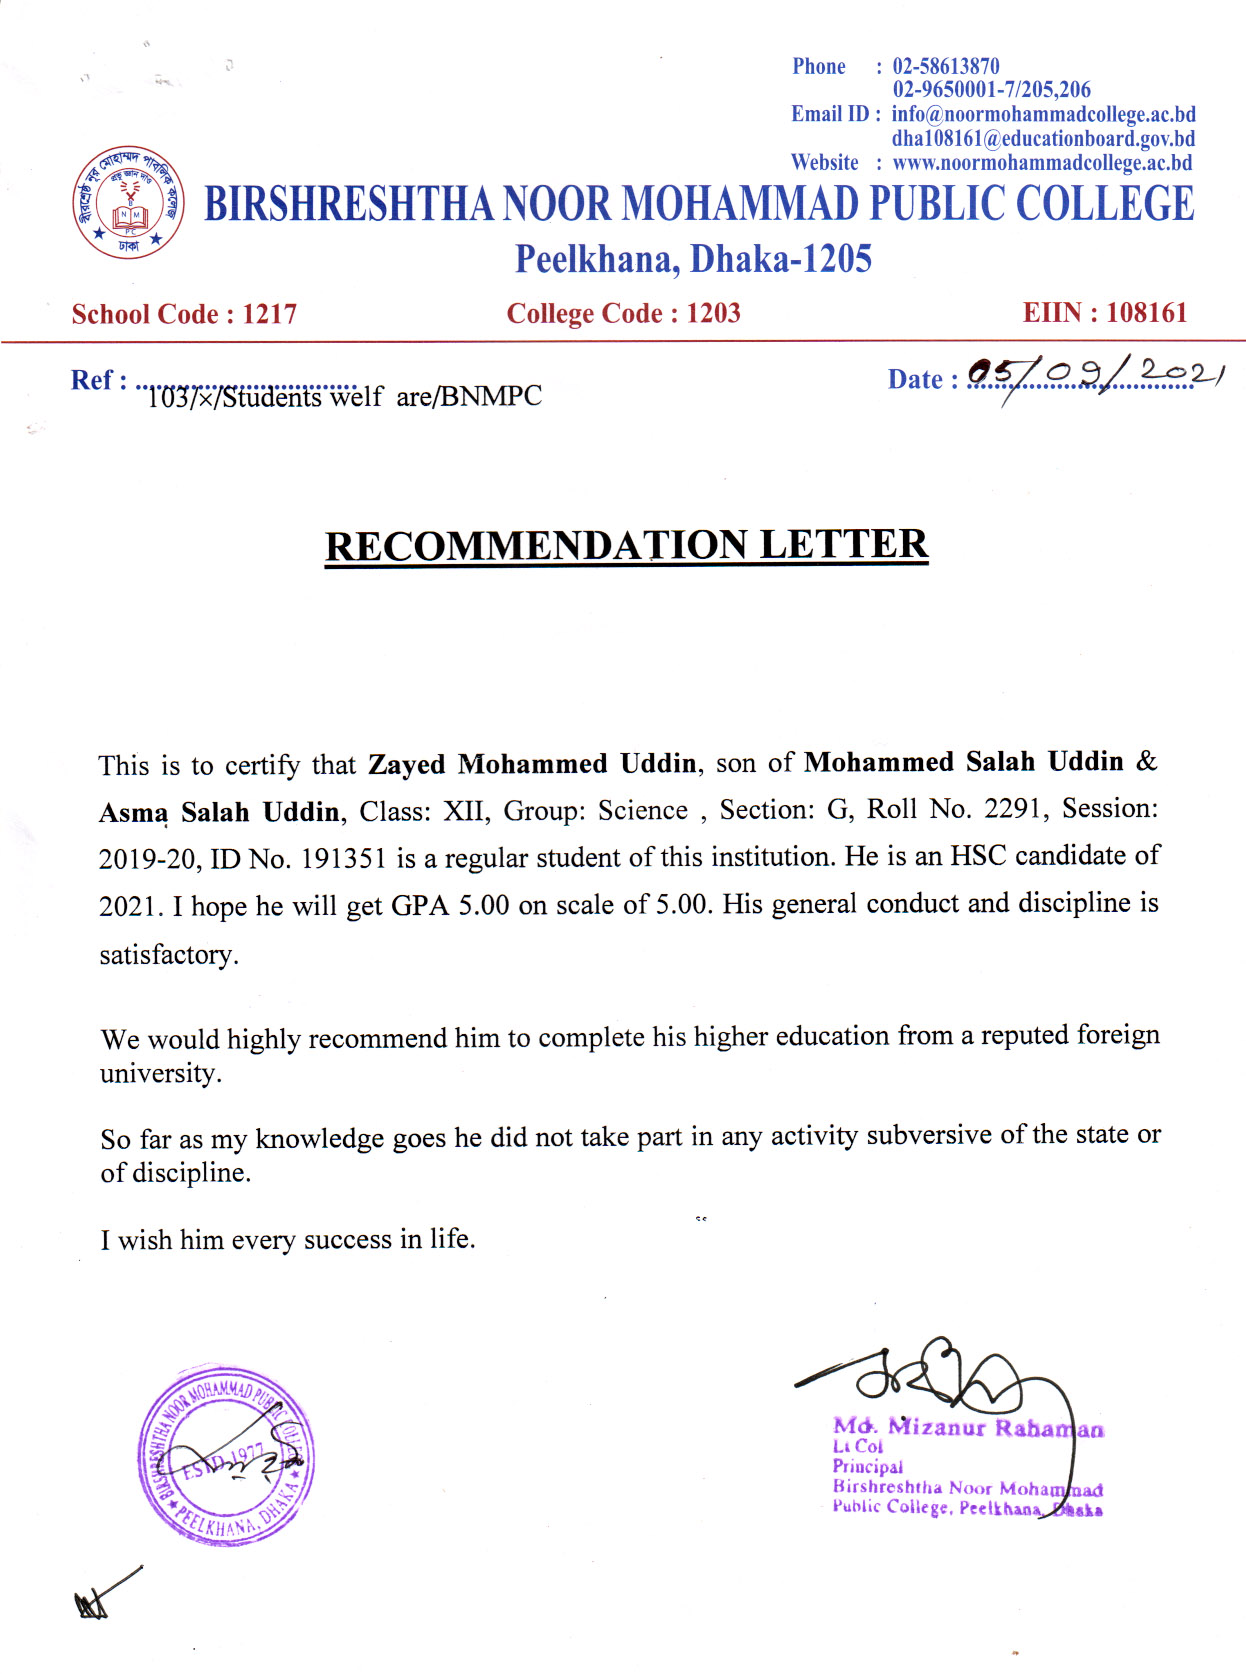 Phone : 02-58613870
02-9650001-7/205,206
Email ID : info@noormohammadcollege.ac.bd
dha108161@educationboard.gov.bd
Website : www.noormohammadcollege.ac.bd
বীরশ্রেষ্ঠ নূর মোহাম্মদ পাবলিক কলেজ
প্রভু জ্ঞান দাও
N M
P C
ঢাকা
BIRSHRESHTHA NOOR MOHAMMAD PUBLIC COLLEGE
Peelkhana, Dhaka-1205
School Code : 1217 College Code : 1203 EIIN : 108161
Ref : 103/×/Students welf are/BNMPC Date : 05/09/2021
RECOMMENDATION LETTER
This is to certify that Zayed Mohammed Uddin, son of Mohammed Salah Uddin &
Asma Salah Uddin, Class: XII, Group: Science , Section: G, Roll No. 2291, Session:
2019-20, ID No. 191351 is a regular student of this institution. He is an HSC candidate of
2021. I hope he will get GPA 5.00 on scale of 5.00. His general conduct and discipline is
satisfactory.
We would highly recommend him to complete his higher education from a reputed foreign
university.
So far as my knowledge goes he did not take part in any activity subversive of the state or
of discipline.
I wish him every success in life.
BIRSHRESHTHA NOOR MOHAMMAD PUBLIC COLLEGE
ESTD-1977
PEELKHANA, DHAKA
Md. Mizanur Rahaman
Lt Col
Principal
Birshreshtha Noor Mohammad
Public College, Peelkhana, Dhaka